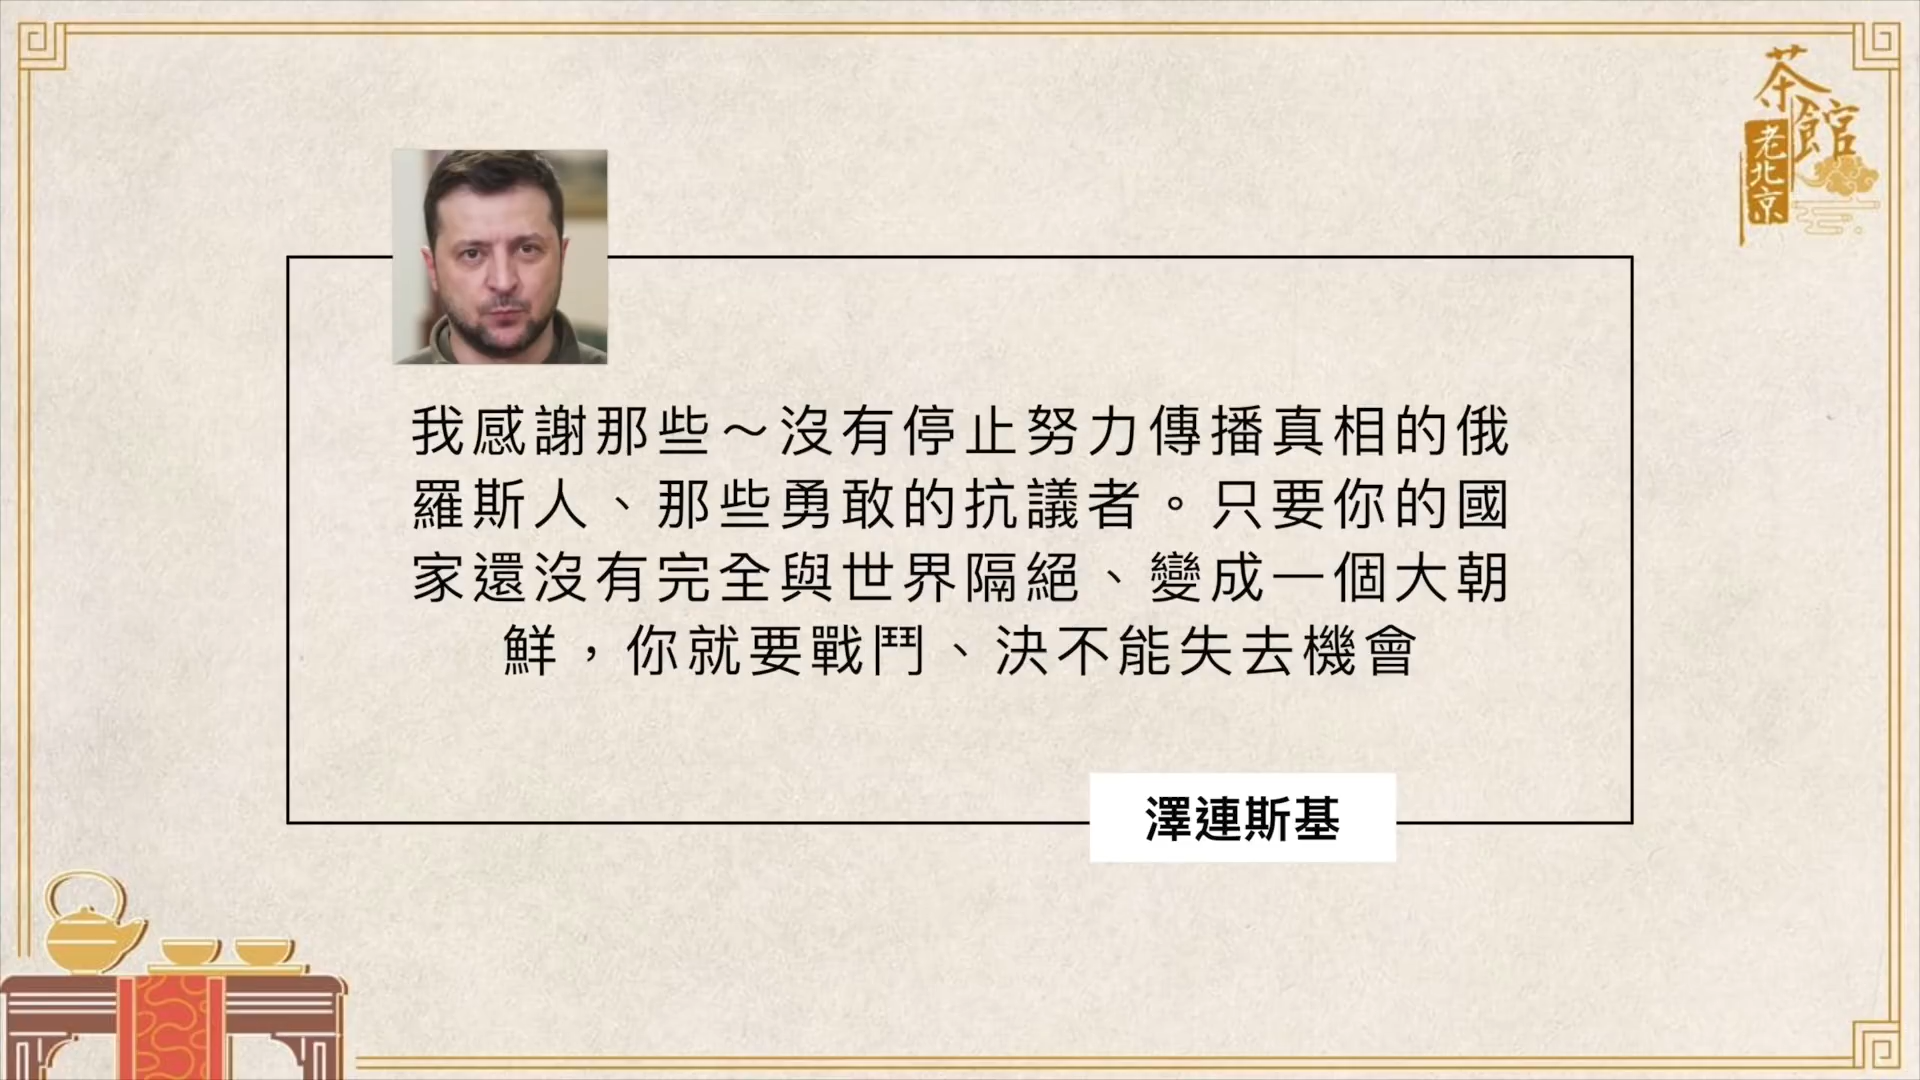 茶館
老北京
我感謝那些～沒有停止努力傳播真相的俄
羅斯人、那些勇敢的抗議者。只要你的國
家還沒有完全與世界隔絕、變成一個大朝
鮮，你就要戰鬥、決不能失去機會
澤連斯基